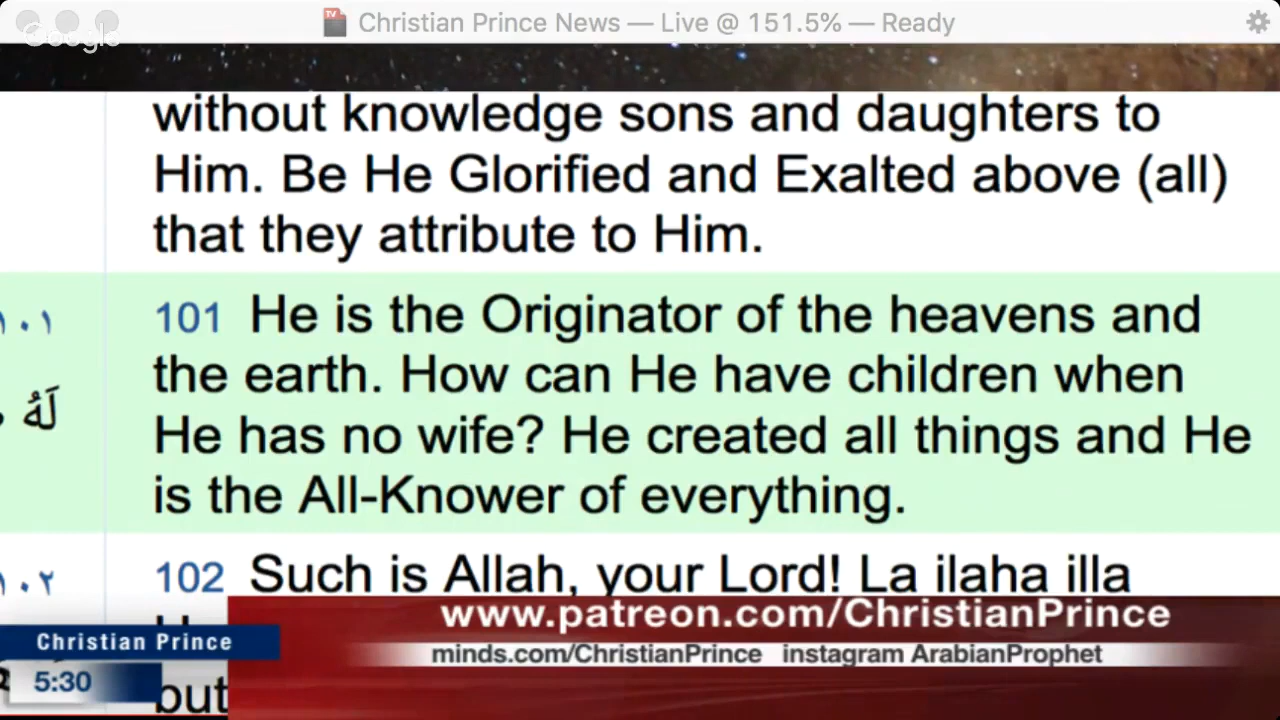 Christian Prince News — Live @ 151.5% — Ready
Google
without knowledge sons and daughters to
Him. Be He Glorified and Exalted above (all)
that they attribute to Him.
١٠١
101 He is the Originator of the heavens and
the earth. How can He have children when
لَهُ
He has no wife? He created all things and He
is the All-Knower of everything.
١٠٢
102 Such is Allah, your Lord! La ilaha illa
www.patreon.com/ChristianPrince
Christian Prince
minds.com/ChristianPrince instagram ArabianProphet
5:30
but